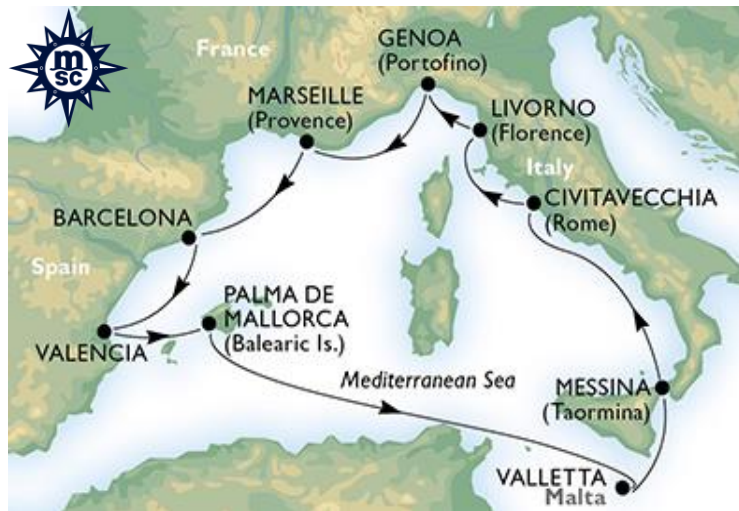 m
sc
France
GENOA
(Portofino)
MARSEILLE
(Provence)
LIVORNO
(Florence)
Italy
CIVITAVECCHIA
(Rome)
BARCELONA
Spain
PALMA DE
MALLORCA
(Balearic Is.)
VALENCIA
Mediterranean Sea
MESSINA
(Taormina)
VALLETTA
Malta